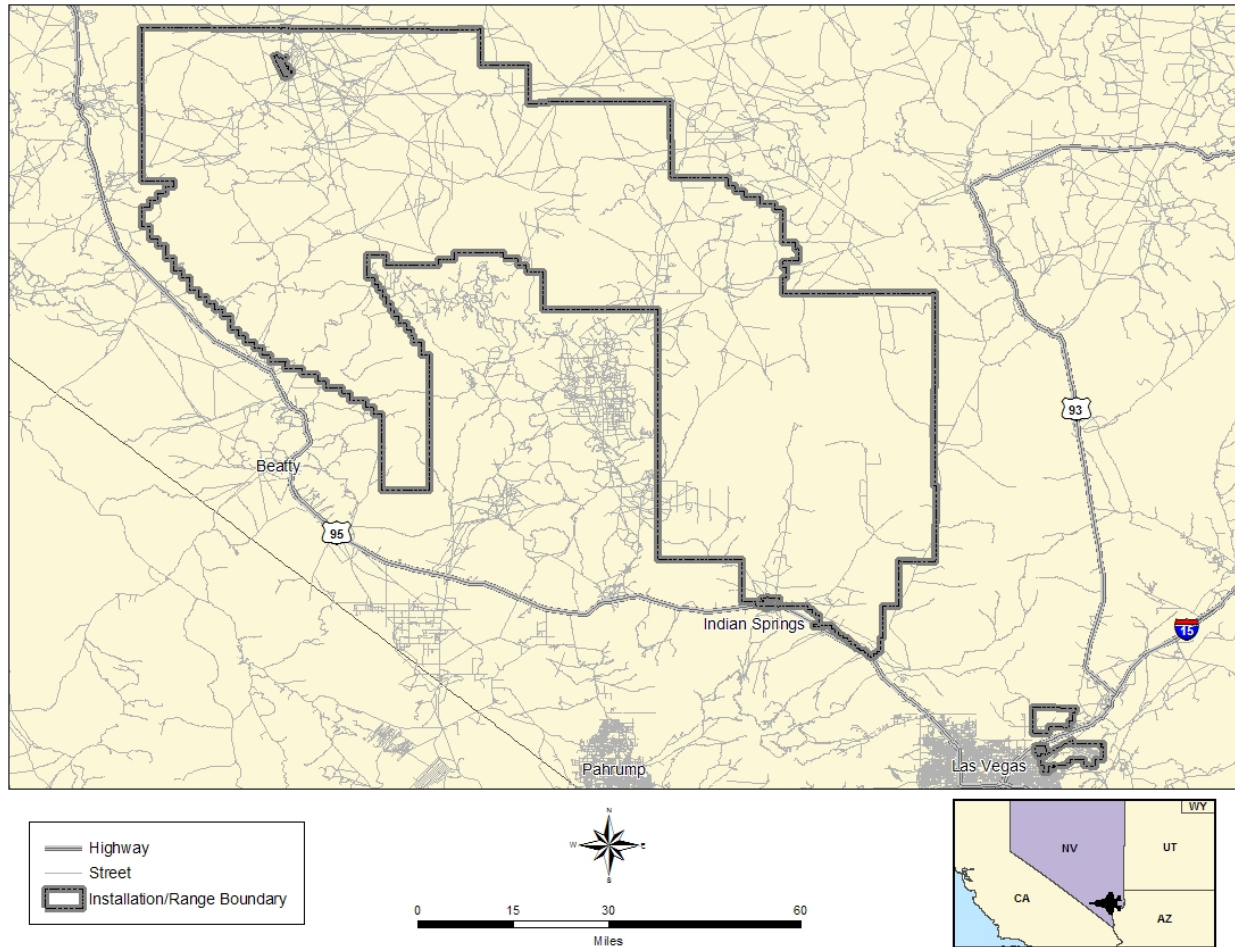 93
Beatty
95
Indian Springs
15
Pahrump
Las Vegas
Highway
Street
Installation/Range Boundary
N
W
E
S
0
15
30
60
Miles
WY
NV
UT
CA
AZ